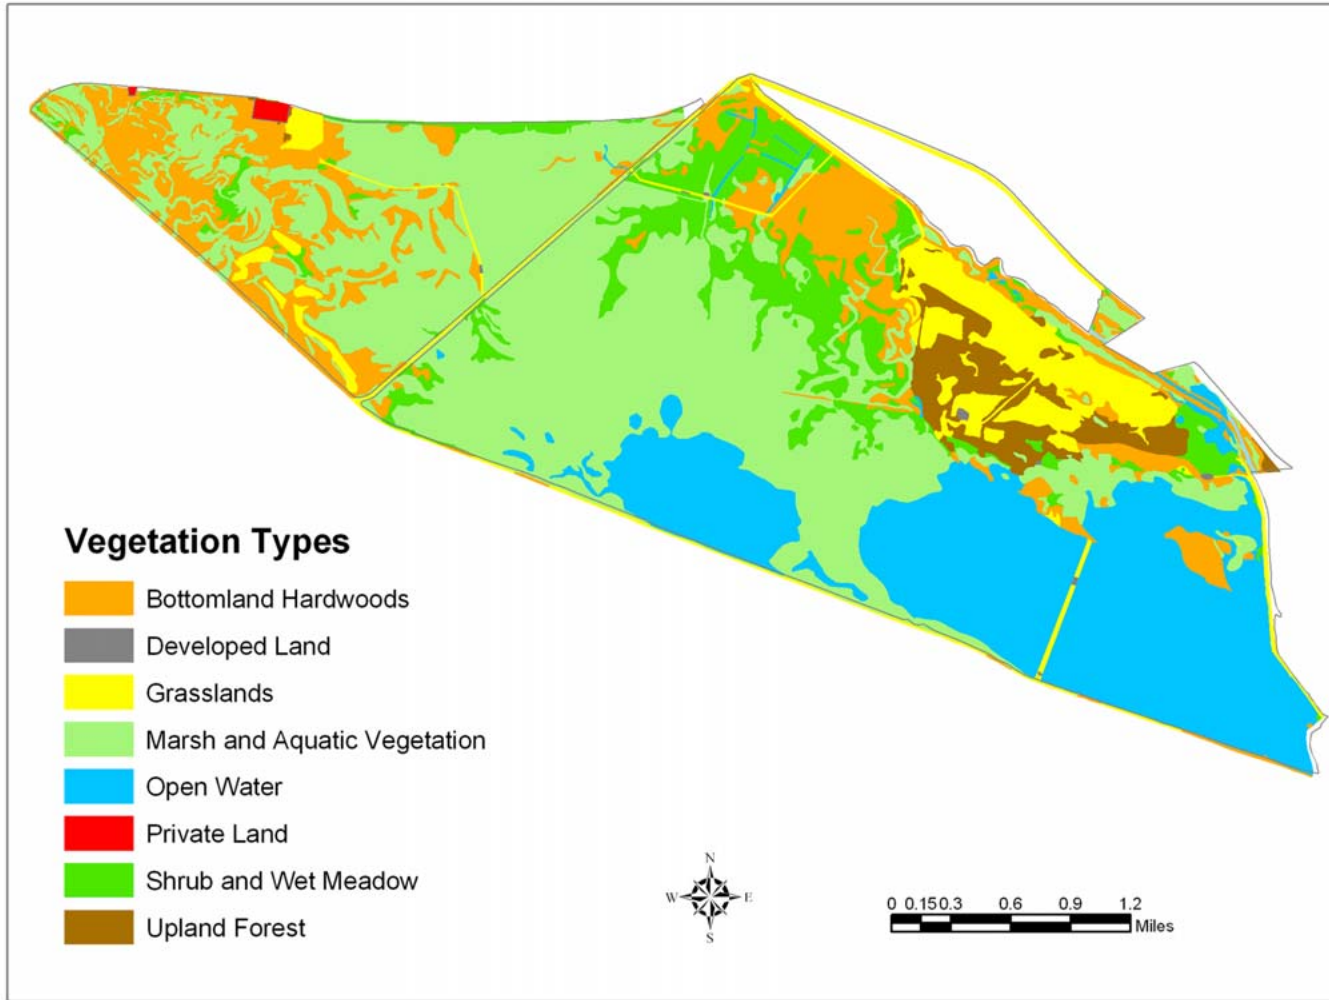 Vegetation Types
Bottomland Hardwoods
Developed Land
Grasslands
Marsh and Aquatic Vegetation
Open Water
Private Land
Shrub and Wet Meadow
Upland Forest
N
W E
S
0 0.15 0.3 0.6 0.9 1.2
Miles